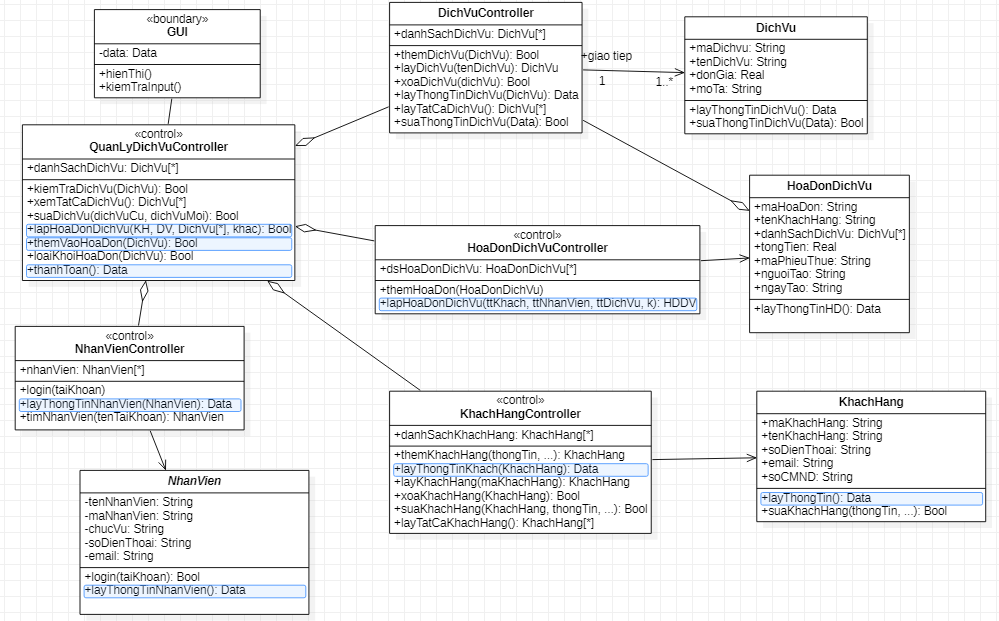 «boundary»
GUI
-data: Data
+hienThi()
+kiemTraInput()
DichVuController
+danhSachDichVu: DichVu[*]
+themDichVu(DichVu): Bool
+layDichVu(tenDichVu): DichVu
+xoaDichVu(dichVu): Bool
+layThongTinDichVu(DichVu): Data
+layTatCaDichVu(): DichVu[*]
+suaThongTinDichVu(Data): Bool
+giao tiep
1
1..*
DichVu
+maDichvu: String
+tenDichVu: String
+donGia: Real
+moTa: String
+layThongTinDichVu(): Data
+suaThongTinDichVu(Data): Bool
«control»
QuanLyDichVuController
+danhSachDichVu: DichVu[*]
+kiemTraDichVu(DichVu): Bool
+xemTatCaDichVu(): DichVu[*]
+suaDichVu(dichVuCu, dichVuMoi): Bool
+lapHoaDonDichVu(KH, DV, DichVu[*], khac): Bool
+themVaoHoaDon(DichVu): Bool
+loaiKhoiHoaDon(DichVu): Bool
+thanhToan(): Data
HoaDonDichVu
+maHoaDon: String
+tenKhachHang: String
+danhSachDichVu: DichVu[*]
+tongTien: Real
+maPhieuThue: String
+nguoiTao: String
+ngayTao: String
+layThongTinHD(): Data
«control»
HoaDonDichVuController
+dsHoaDonDichVu: HoaDonDichVu[*]
+themHoaDon(HoaDonDichVu)
+lapHoaDonDichVu(ttKhach, ttNhanVien, ttDichVu, k): HDDV
«control»
NhanVienController
+nhanVien: NhanVien[*]
+login(taiKhoan)
+layThongTinNhanVien(NhanVien): Data
+timNhanVien(tenTaiKhoan): NhanVien
«control»
KhachHangController
+danhSachKhachHang: KhachHang[*]
+themKhachHang(thongTin, ...): KhachHang
+layThongTinKhach(KhachHang): Data
+layKhachHang(maKhachHang): KhachHang
+xoaKhachHang(KhachHang): Bool
+suaKhachHang(KhachHang, thongTin, ...): Bool
+layTatCaKhachHang(): KhachHang[*]
KhachHang
+maKhachHang: String
+tenKhachHang: String
+soDienThoai: String
+email: String
+soCMND: String
+layThongTin(): Data
+suaKhachHang(thongTin, ...): Bool
NhanVien
-tenNhanVien: String
-maNhanVien: String
-chucVu: String
-soDienThoai: String
-email: String
+login(taiKhoan): Bool
+layThongTinNhanVien(): Data